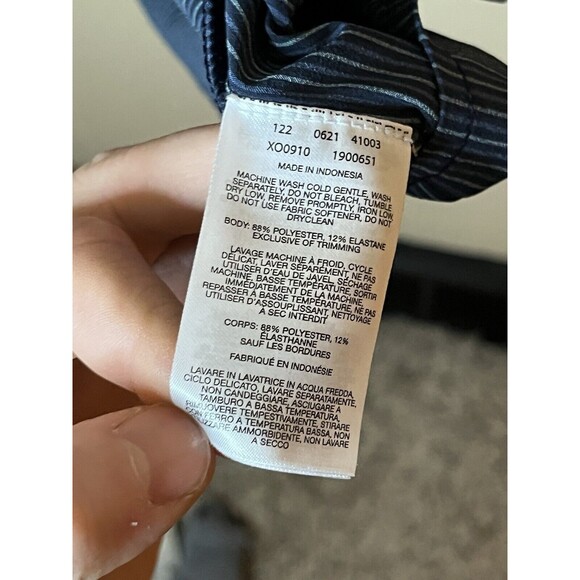 122 0621 41003
XO0910 1900651
MADE IN INDONESIA
MACHINE WASH COLD GENTLE, WASH
SEPARATELY, DO NOT BLEACH, TUMBLE
DRY LOW, REMOVE PROMPTLY, IRON LOW,
DO NOT USE FABRIC SOFTENER, DO NOT
DRYCLEAN
BODY: 88% POLYESTER, 12% ELASTANE
EXCLUSIVE OF TRIMMING
LAVAGE MACHINE À FROID, CYCLE
DÉLICAT, LAVER SÉPARÉMENT, NE PAS
UTILISER D'EAU DE JAVEL, SÉCHAGE
MACHINE, BASSE TEMPÉRATURE, SORTIR
IMMÉDIATEMENT DE LA MACHINE,
REPASSER À BASSE TEMPÉRATURE, NE PAS
UTILISER D'ASSOUPLISSANT, NETTOYAGE
A SEC INTERDIT
CORPS: 88% POLYESTER, 12%
ÉLASTHANNE
SAUF LES BORDURES
FABRIQUÉ EN INDONÉSIE
LAVARE IN LAVATRICE IN ACQUA FREDDA,
CICLO DELICATO, LAVARE SEPARATAMENTE,
NON CANDEGGIARE, ASCIUGARE A
TAMBURO A BASSA TEMPERATURA,
RIMUOVERE TEMPESTIVAMENTE, STIRARE
CON FERRO A TEMPERATURA BASSA, NON
UTILIZZARE AMMORBIDENTE, NON LAVARE
A SECCO